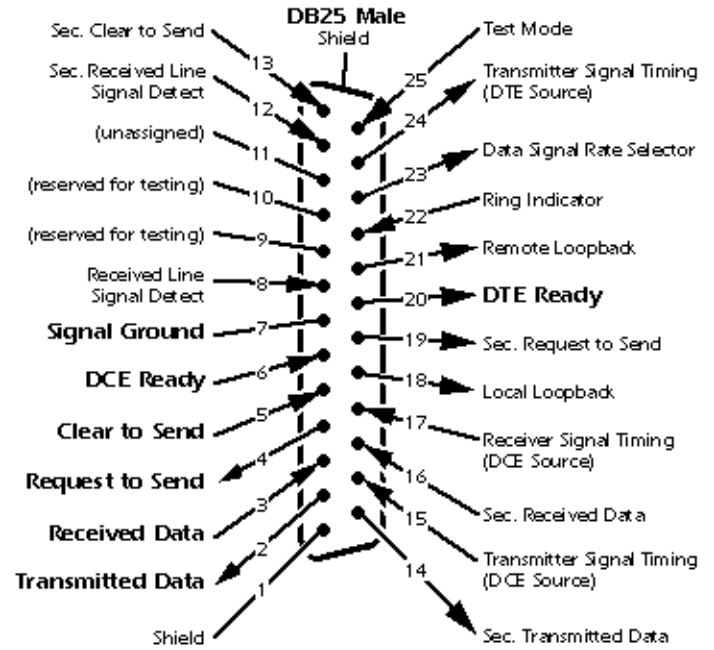 DB25 Male
Shield
Sec. Clear to Send
13
Sec. Received Line
Signal Detect
12
(unassigned)
11
(reserved for testing)
10
(reserved for testing)
9
Received Line
Signal Detect
8
Signal Ground
7
DCE Ready
6
Clear to Send
5
Request to Send
4
Received Data
3
Transmitted Data
2
Shield
1
Test Mode
25
Transmitter Signal Timing
(DTE Source)
24
Data Signal Rate Selector
23
Ring Indicator
22
Remote Loopback
21
DTE Ready
20
Sec. Request to Send
19
Local Loopback
18
Receiver Signal Timing
(DCE Source)
17
Sec. Received Data
16
Transmitter Signal Timing
(DCE Source)
15
Sec. Transmitted Data
14